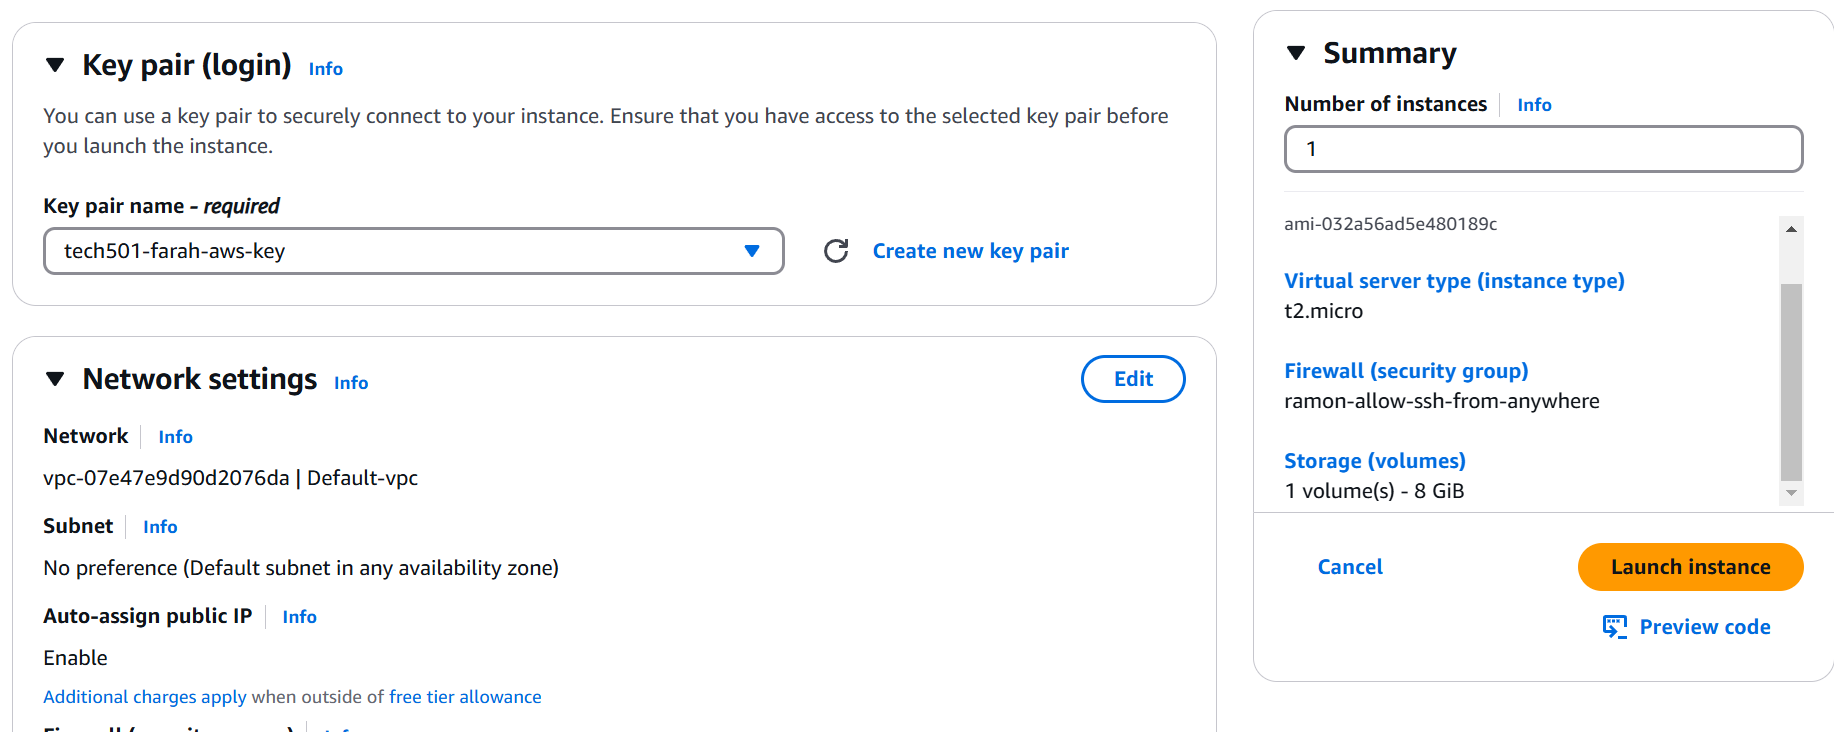 Key pair (login) Info
You can use a key pair to securely connect to your instance. Ensure that you have access to the selected key pair before
you launch the instance.
Key pair name - required
tech501-farah-aws-key
Create new key pair
Network settings Info
Edit
Network Info
vpc-07e47e9d90d2076da | Default-vpc
Subnet Info
No preference (Default subnet in any availability zone)
Auto-assign public IP Info
Enable
Additional charges apply when outside of free tier allowance
Summary
Number of instances Info
1
ami-032a56ad5e480189c
Virtual server type (instance type)
t2.micro
Firewall (security group)
ramon-allow-ssh-from-anywhere
Storage (volumes)
1 volume(s) - 8 GiB
Cancel
Launch instance
Preview code